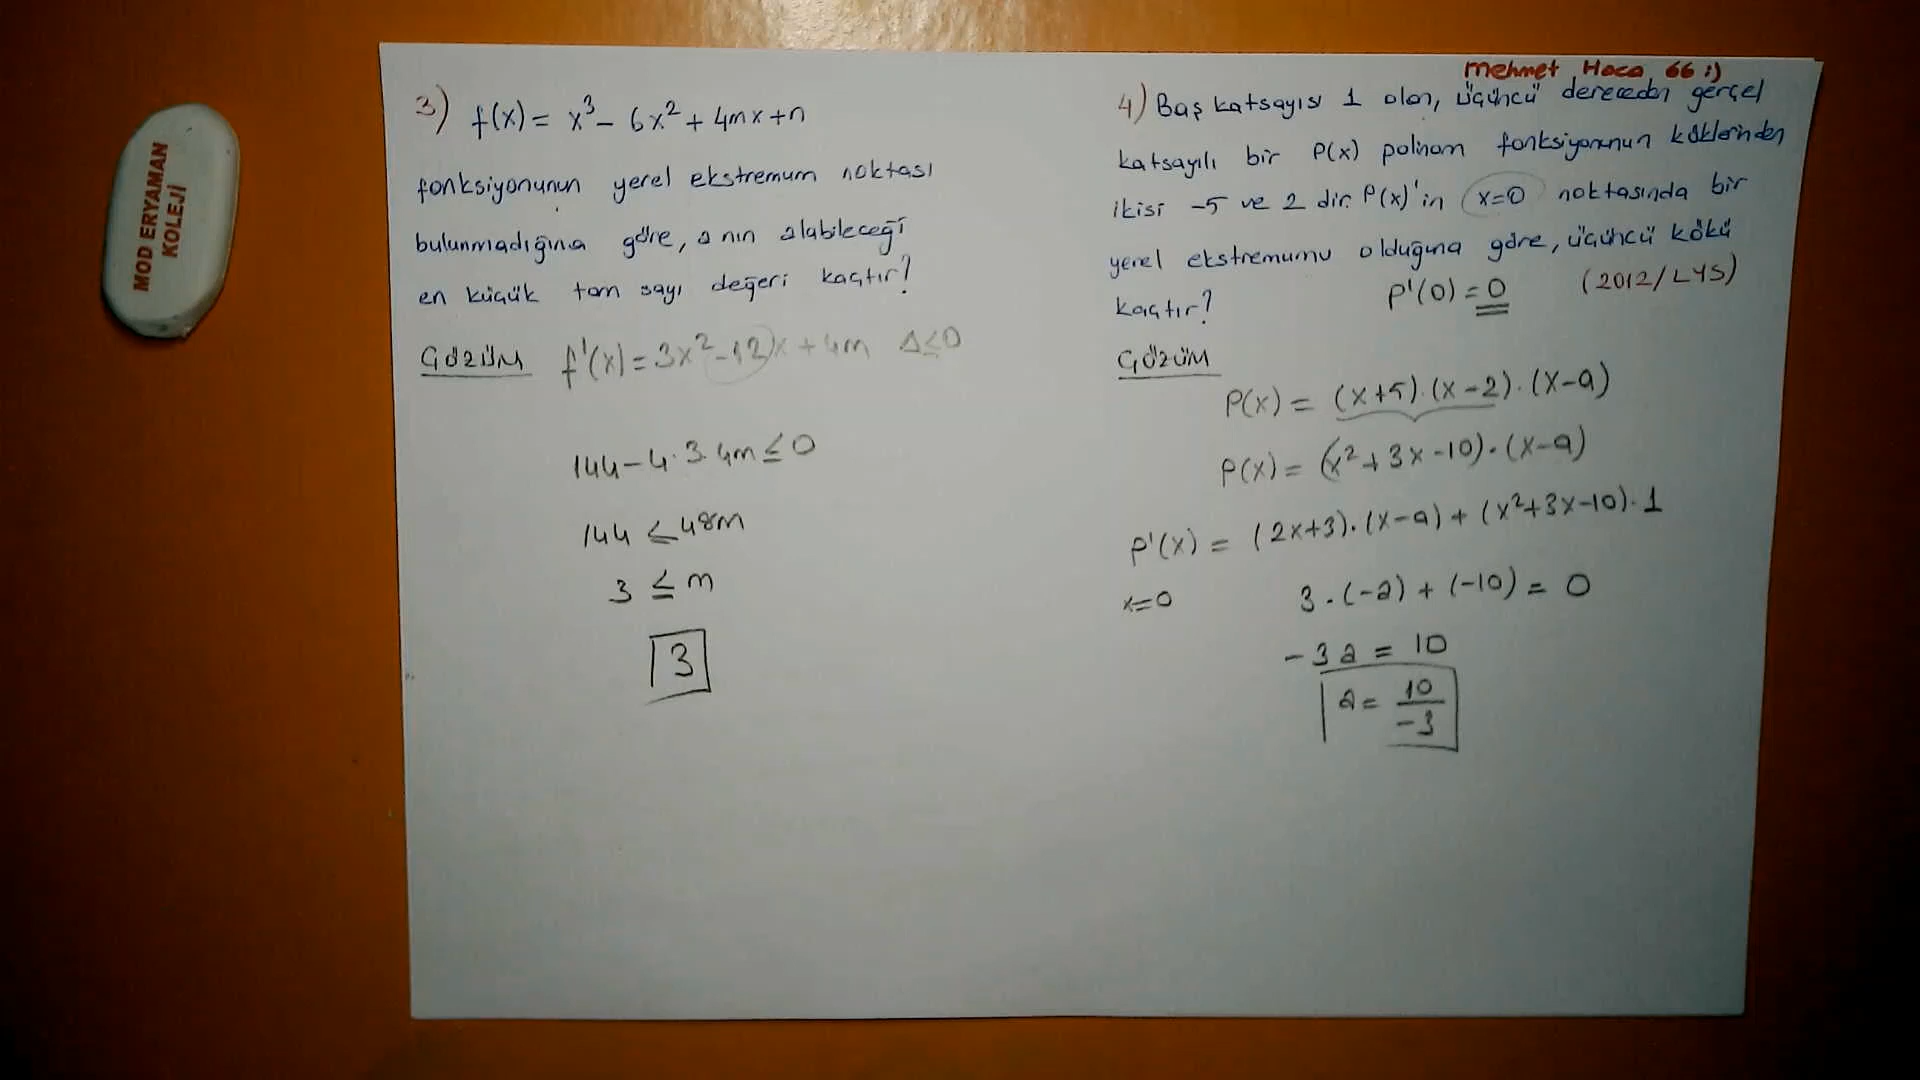 MOD ERYAMAN
KOLEJİ
3) f(x) = x³ - 6x² + 4mx + n
fonksiyonunun yerel ekstremum noktası
bulunmadığına göre, a nın alabileceği
en küçük tam sayı değeri kaçtır?
ÇÖZÜM f'(x) = 3x² - 12x + 4m Δ≤0
144 - 4.3.4m ≤ 0
144 ≤ 48m
3 ≤ m
3
mehmet Hoca 66 :)
4) Baş katsayısı 1 olan, üçüncü dereceden gerçel
katsayılı bir P(x) polinom fonksiyonunun köklerinden
ikisi -5 ve 2 dir. P(x)'in x=0 noktasında bir
yerel ekstremumu olduğuna göre, üçüncü kökü
kaçtır? P'(0) = 0 (2012/LYS)
ÇÖZÜM
P(x) = (x+5).(x-2).(x-a)
P(x) = (x²+3x-10).(x-a)
P'(x) = (2x+3).(x-a) + (x²+3x-10).1
x=0 3.(-a) + (-10) = 0
-3a = 10
a = 10/-3